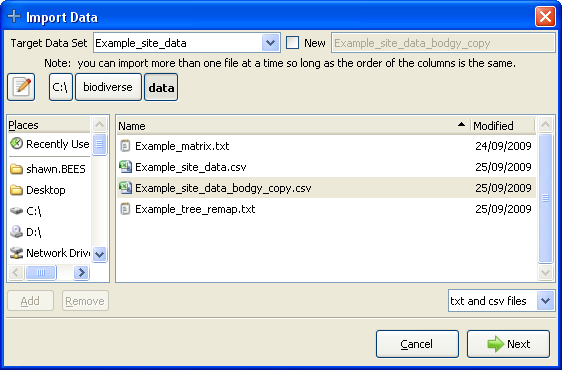 Import Data
Target Data Set Example_site_data New Example_site_data_bodgy_copy
Note: you can import more than one file at a time so long as the order of the columns is the same.
C:\ biodiverse data
Places Name Modified
Recently Use Example_matrix.txt 24/09/2009
shawn.BEES Example_site_data.csv 25/09/2009
Desktop Example_site_data_bodgy_copy.csv 25/09/2009
C:\ Example_tree_remap.txt 25/09/2009
D:\
Network Drive
Add Remove txt and csv files
Cancel Next